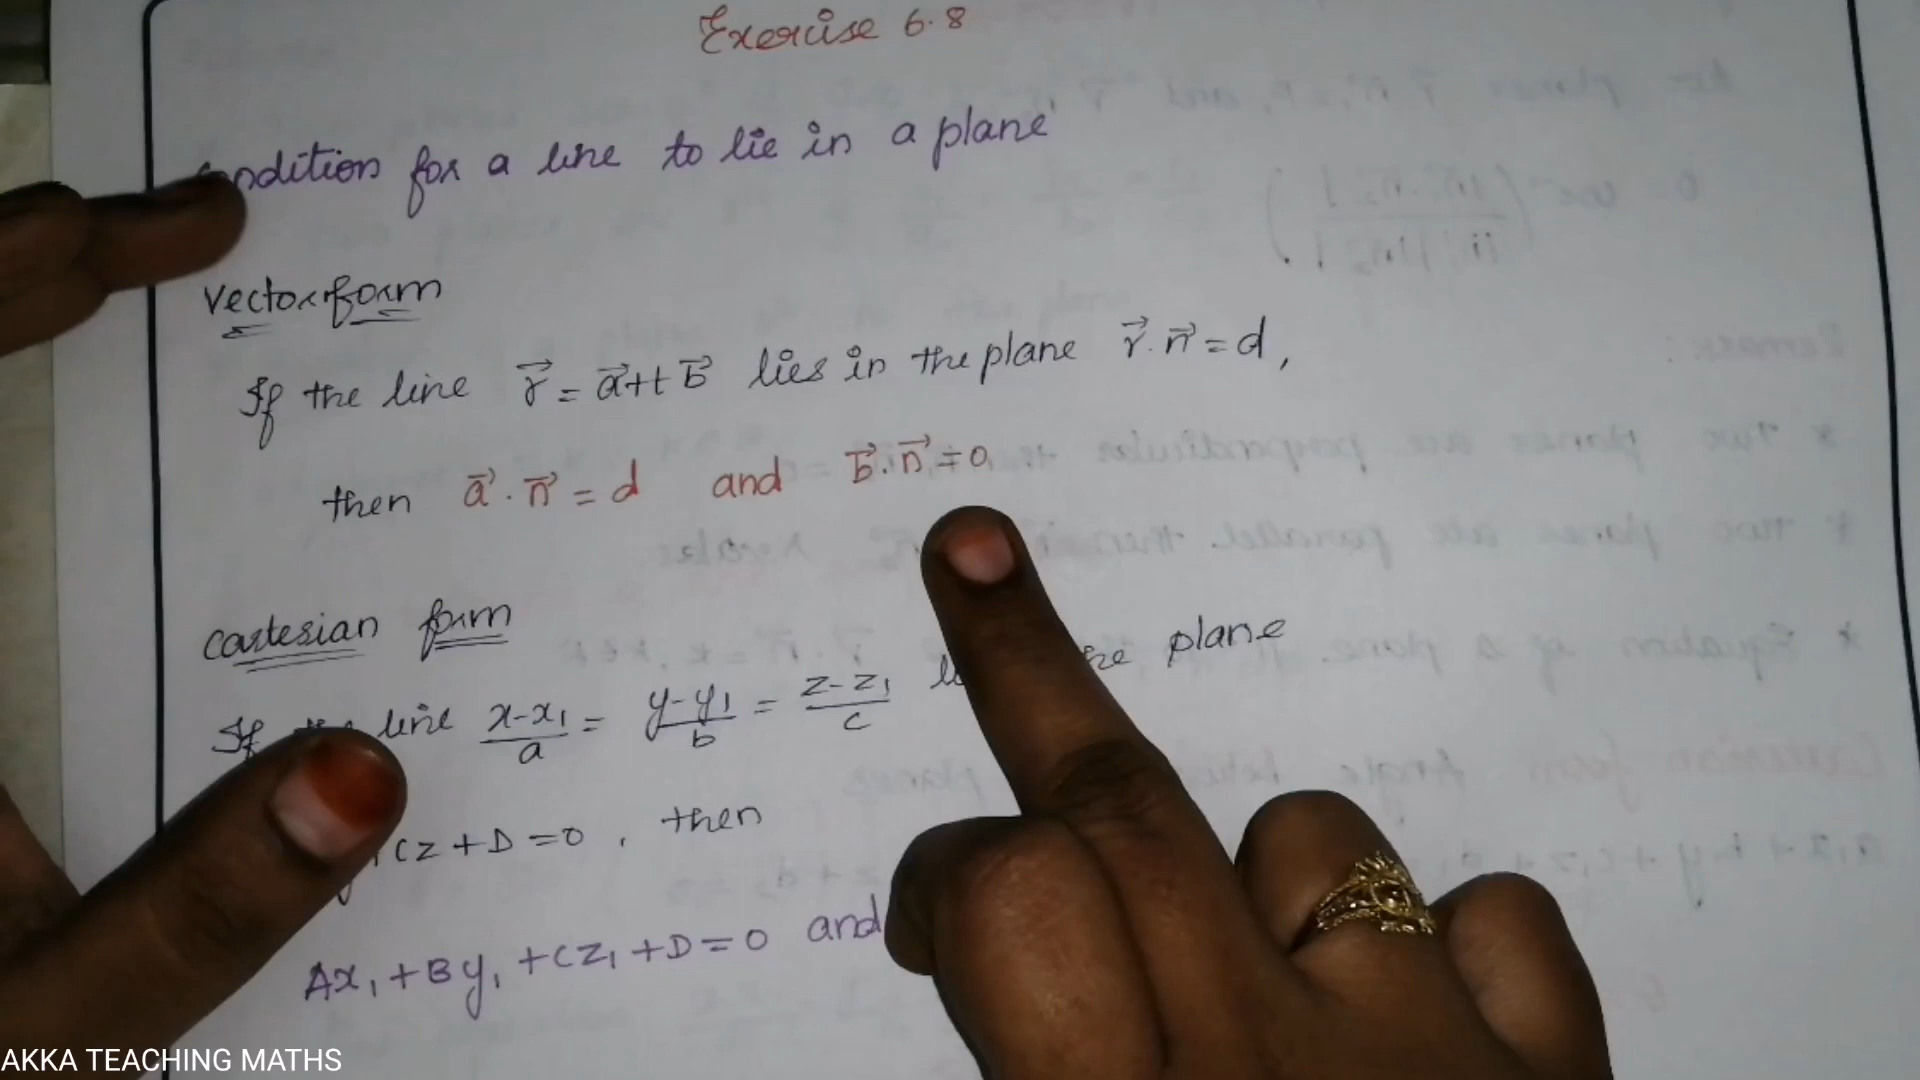 Exercise 6.8
condition for a line to lie in a plane
Vector form
If the line r⃗ = a⃗ + t b⃗ lies in the plane r⃗ . n⃗ = d,
then a⃗ . n⃗ = d and b⃗ . n⃗ = 0
Cartesian form
If line x-x₁/a = y-y₁/b = z-z₁/c plane
Cz + D = 0, then
Ax₁ + By₁ + Cz₁ + D = 0 and
AKKA TEACHING MATHS